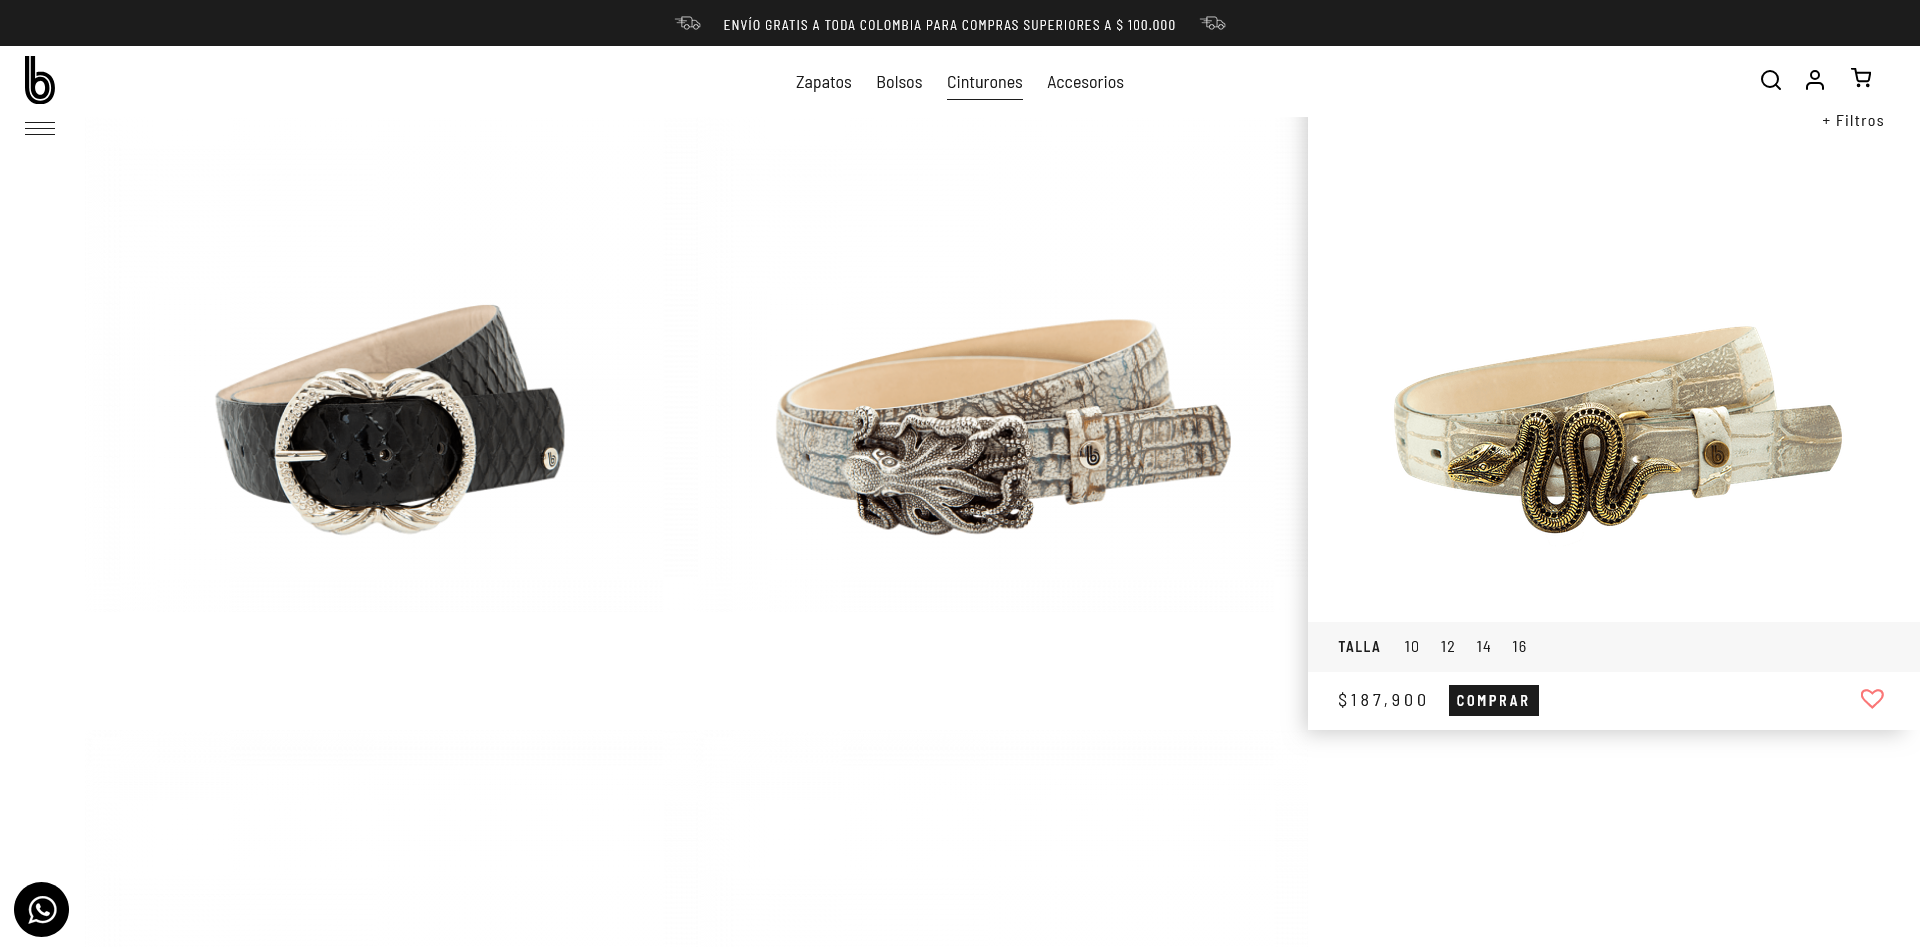 ENVÍO GRATIS A TODA COLOMBIA PARA COMPRAS SUPERIORES A $ 100.000
b
Zapatos Bolsos Cinturones Accesorios
+ Filtros
b
b
b
TALLA 10 12 14 16
$187,900 COMPRAR